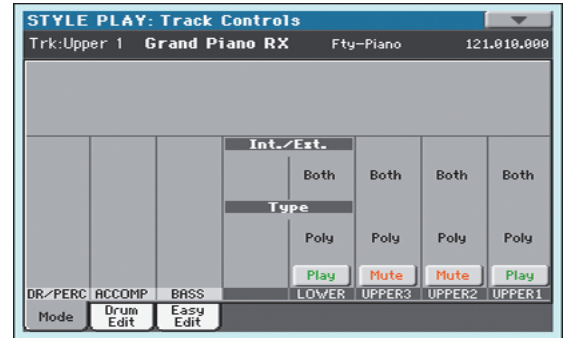 STYLE PLAY: Track Controls
Trk:Upper 1 Grand Piano RX Fty-Piano 121.010.000
Int./Ext.
Both Both Both Both
Type
Poly Poly Poly Poly
Play Mute Mute Play
DR/PERC ACCOMP BASS LOWER UPPER3 UPPER2 UPPER1
Mode Drum Edit Easy Edit